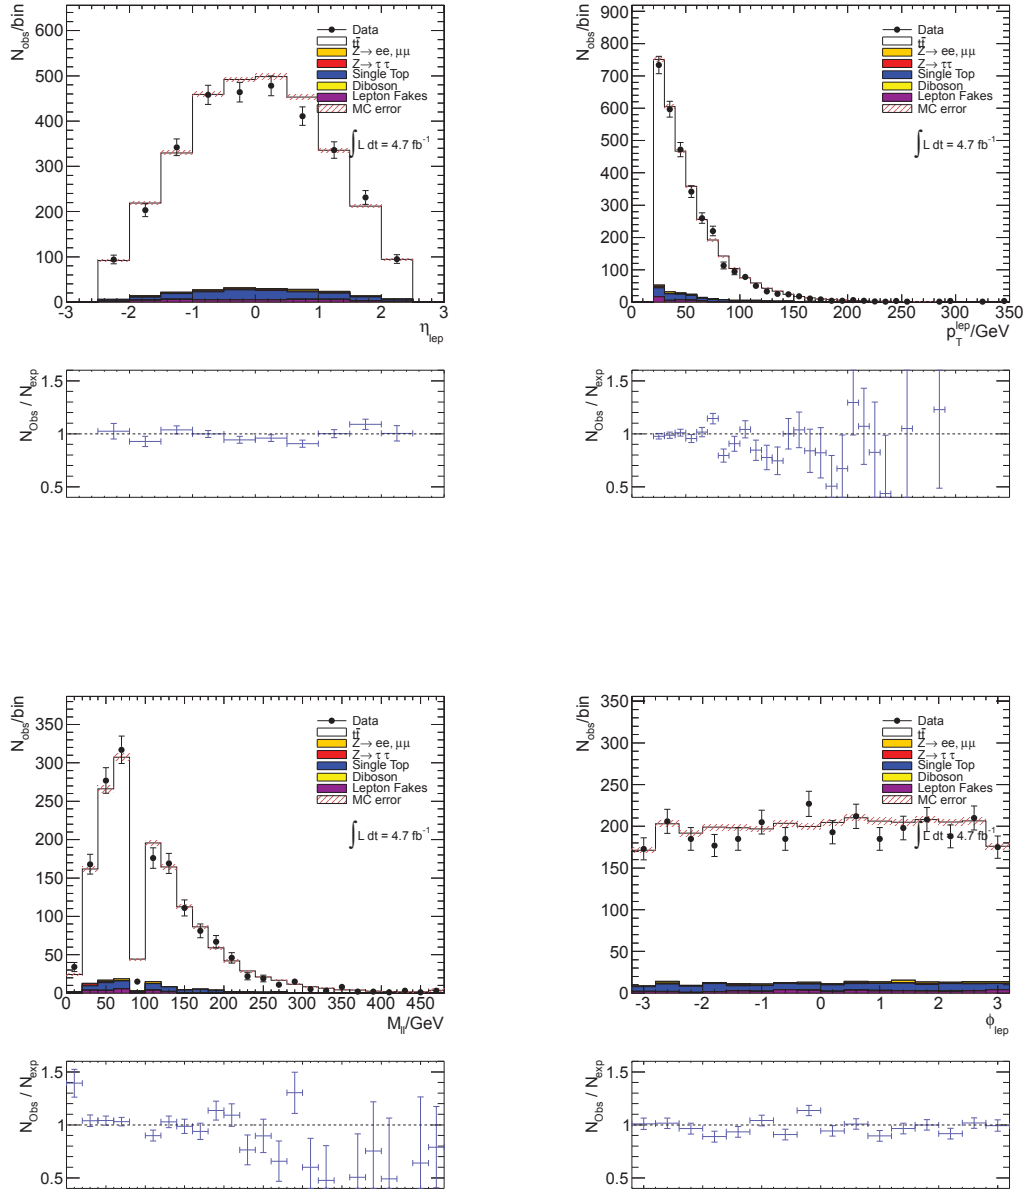 N_obs/bin
600
500
400
300
200
100
0
-3 -2 -1 0 1 2 3
η_lep
Data
tt̄
Z→ ee, μμ
Z→ τ τ
Single Top
Diboson
Lepton Fakes
MC error
∫ L dt = 4.7 fb⁻¹
N_Obs / N_exp
1.5
1
0.5
N_obs/bin
900
800
700
600
500
400
300
200
100
0
0 50 100 150 200 250 300 350
p_T^lep/GeV
Data
tt̄
Z→ ee, μμ
Z→ ττ
Single Top
Diboson
Lepton Fakes
MC error
∫ L dt = 4.7 fb⁻¹
N_Obs / N_exp
1.5
1
0.5
N_obs/bin
350
300
250
200
150
100
50
0
0 50 100 150 200 250 300 350 400 450
M_ll/GeV
Data
tt̄
Z→ ee, μμ
Z→ τ τ
Single Top
Diboson
Lepton Fakes
MC error
∫ L dt = 4.7 fb⁻¹
N_Obs / N_exp
1.5
1
0.5
N_obs/bin
350
300
250
200
150
100
50
0
-3 -2 -1 0 1 2 3
ϕ_lep
Data
tt̄
Z→ ee, μμ
Z→ τ τ
Single Top
Diboson
Lepton Fakes
MC error
∫ L dt = 4.7 fb⁻¹
N_Obs / N_exp
1.5
1
0.5